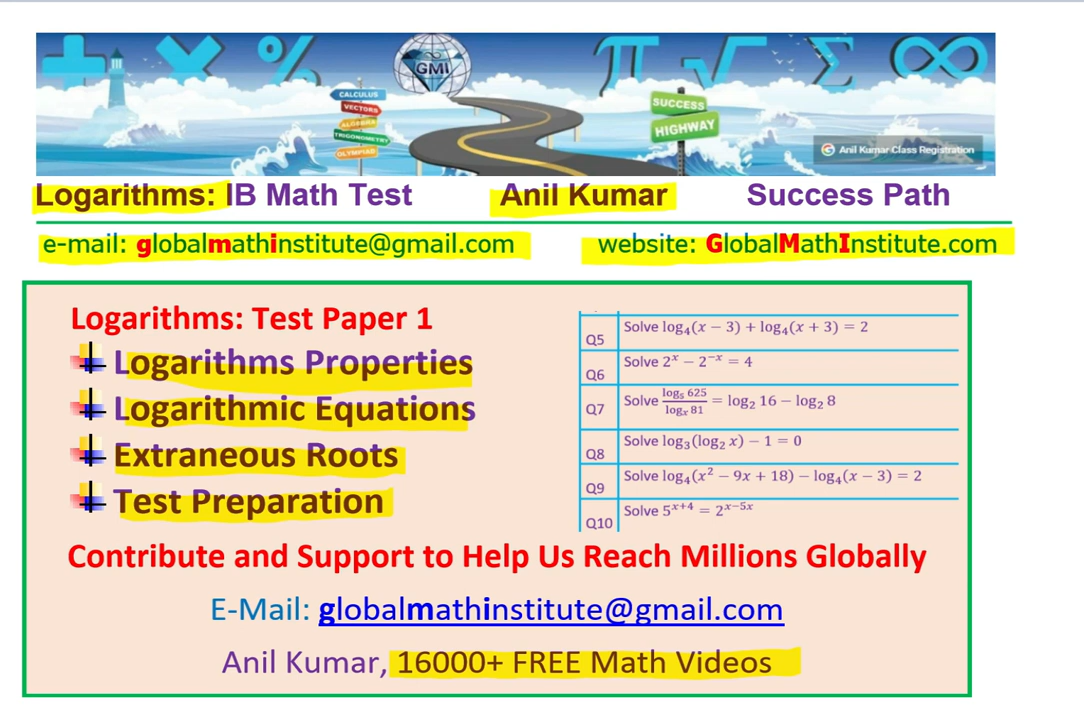 GMI
CALCULUS
VECTORS
ALGEBRA
TRIGONOMETRY
OLYMPIAD
SUCCESS
HIGHWAY
Anil Kumar Class Registration
Logarithms: IB Math Test Anil Kumar Success Path
e-mail: globalmathinstitute@gmail.com website: GlobalMathInstitute.com
Logarithms: Test Paper 1
Logarithms Properties
Logarithmic Equations
Extraneous Roots
Test Preparation
Q5 Solve log₄(x − 3) + log₄(x + 3) = 2
Q6 Solve 2ˣ − 2⁻ˣ = 4
Q7 Solve log₅ 625 / logₓ 81 = log₂ 16 − log₂ 8
Q8 Solve log₃(log₂ x) − 1 = 0
Q9 Solve log₄(x² − 9x + 18) − log₄(x − 3) = 2
Q10 Solve 5ˣ⁺⁴ = 2ˣ⁻⁵ˣ
Contribute and Support to Help Us Reach Millions Globally
E-Mail: globalmathinstitute@gmail.com
Anil Kumar, 16000+ FREE Math Videos